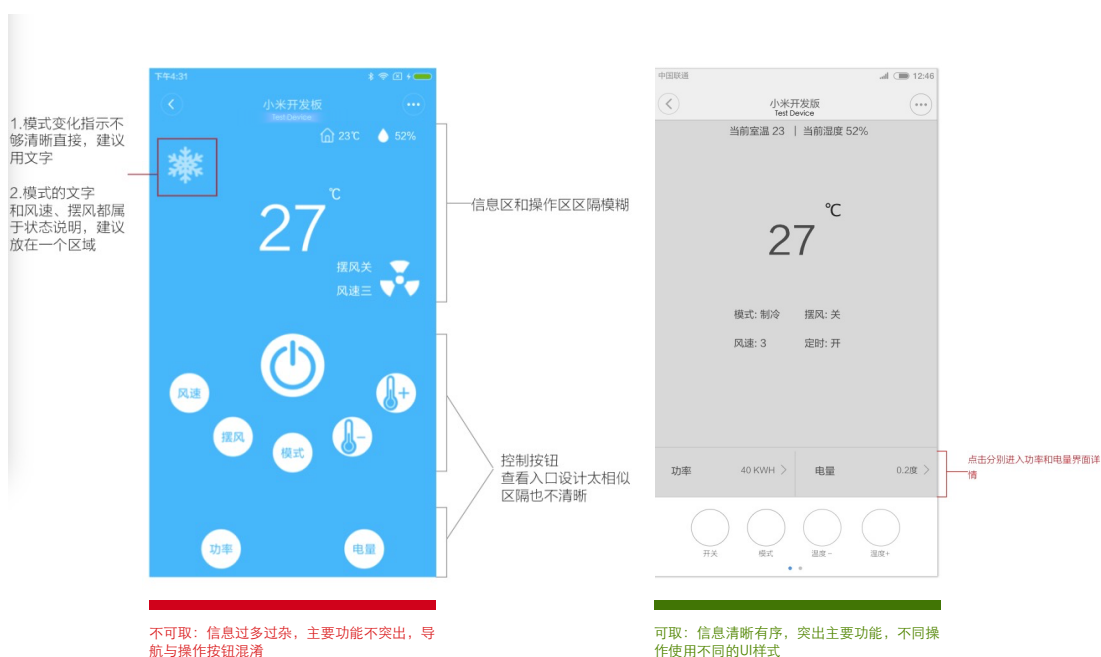 1.模式变化指示不
够清晰直接，建议
用文字
2.模式的文字
和风速、摆风都属
于状态说明，建议
放在一个区域
下午4:31
小米开发板
Test Device
23℃
52%
℃
27
摆风关
风速三
风速
摆风
模式
功率
电量
信息区和操作区区隔模糊
控制按钮
查看入口设计太相似
区隔也不清晰
不可取：信息过多过杂，主要功能不突出，导
航与操作按钮混淆
中国联通
12:46
小米开发版
Test Device
当前室温 23 | 当前湿度 52%
℃
27
模式: 制冷 摆风: 关
风速: 3 定时: 开
功率 40 KWH 电量 0.2度
开关 模式 温度－ 温度+
点击分别进入功率和电量界面详
情
可取：信息清晰有序，突出主要功能，不同操
作使用不同的UI样式